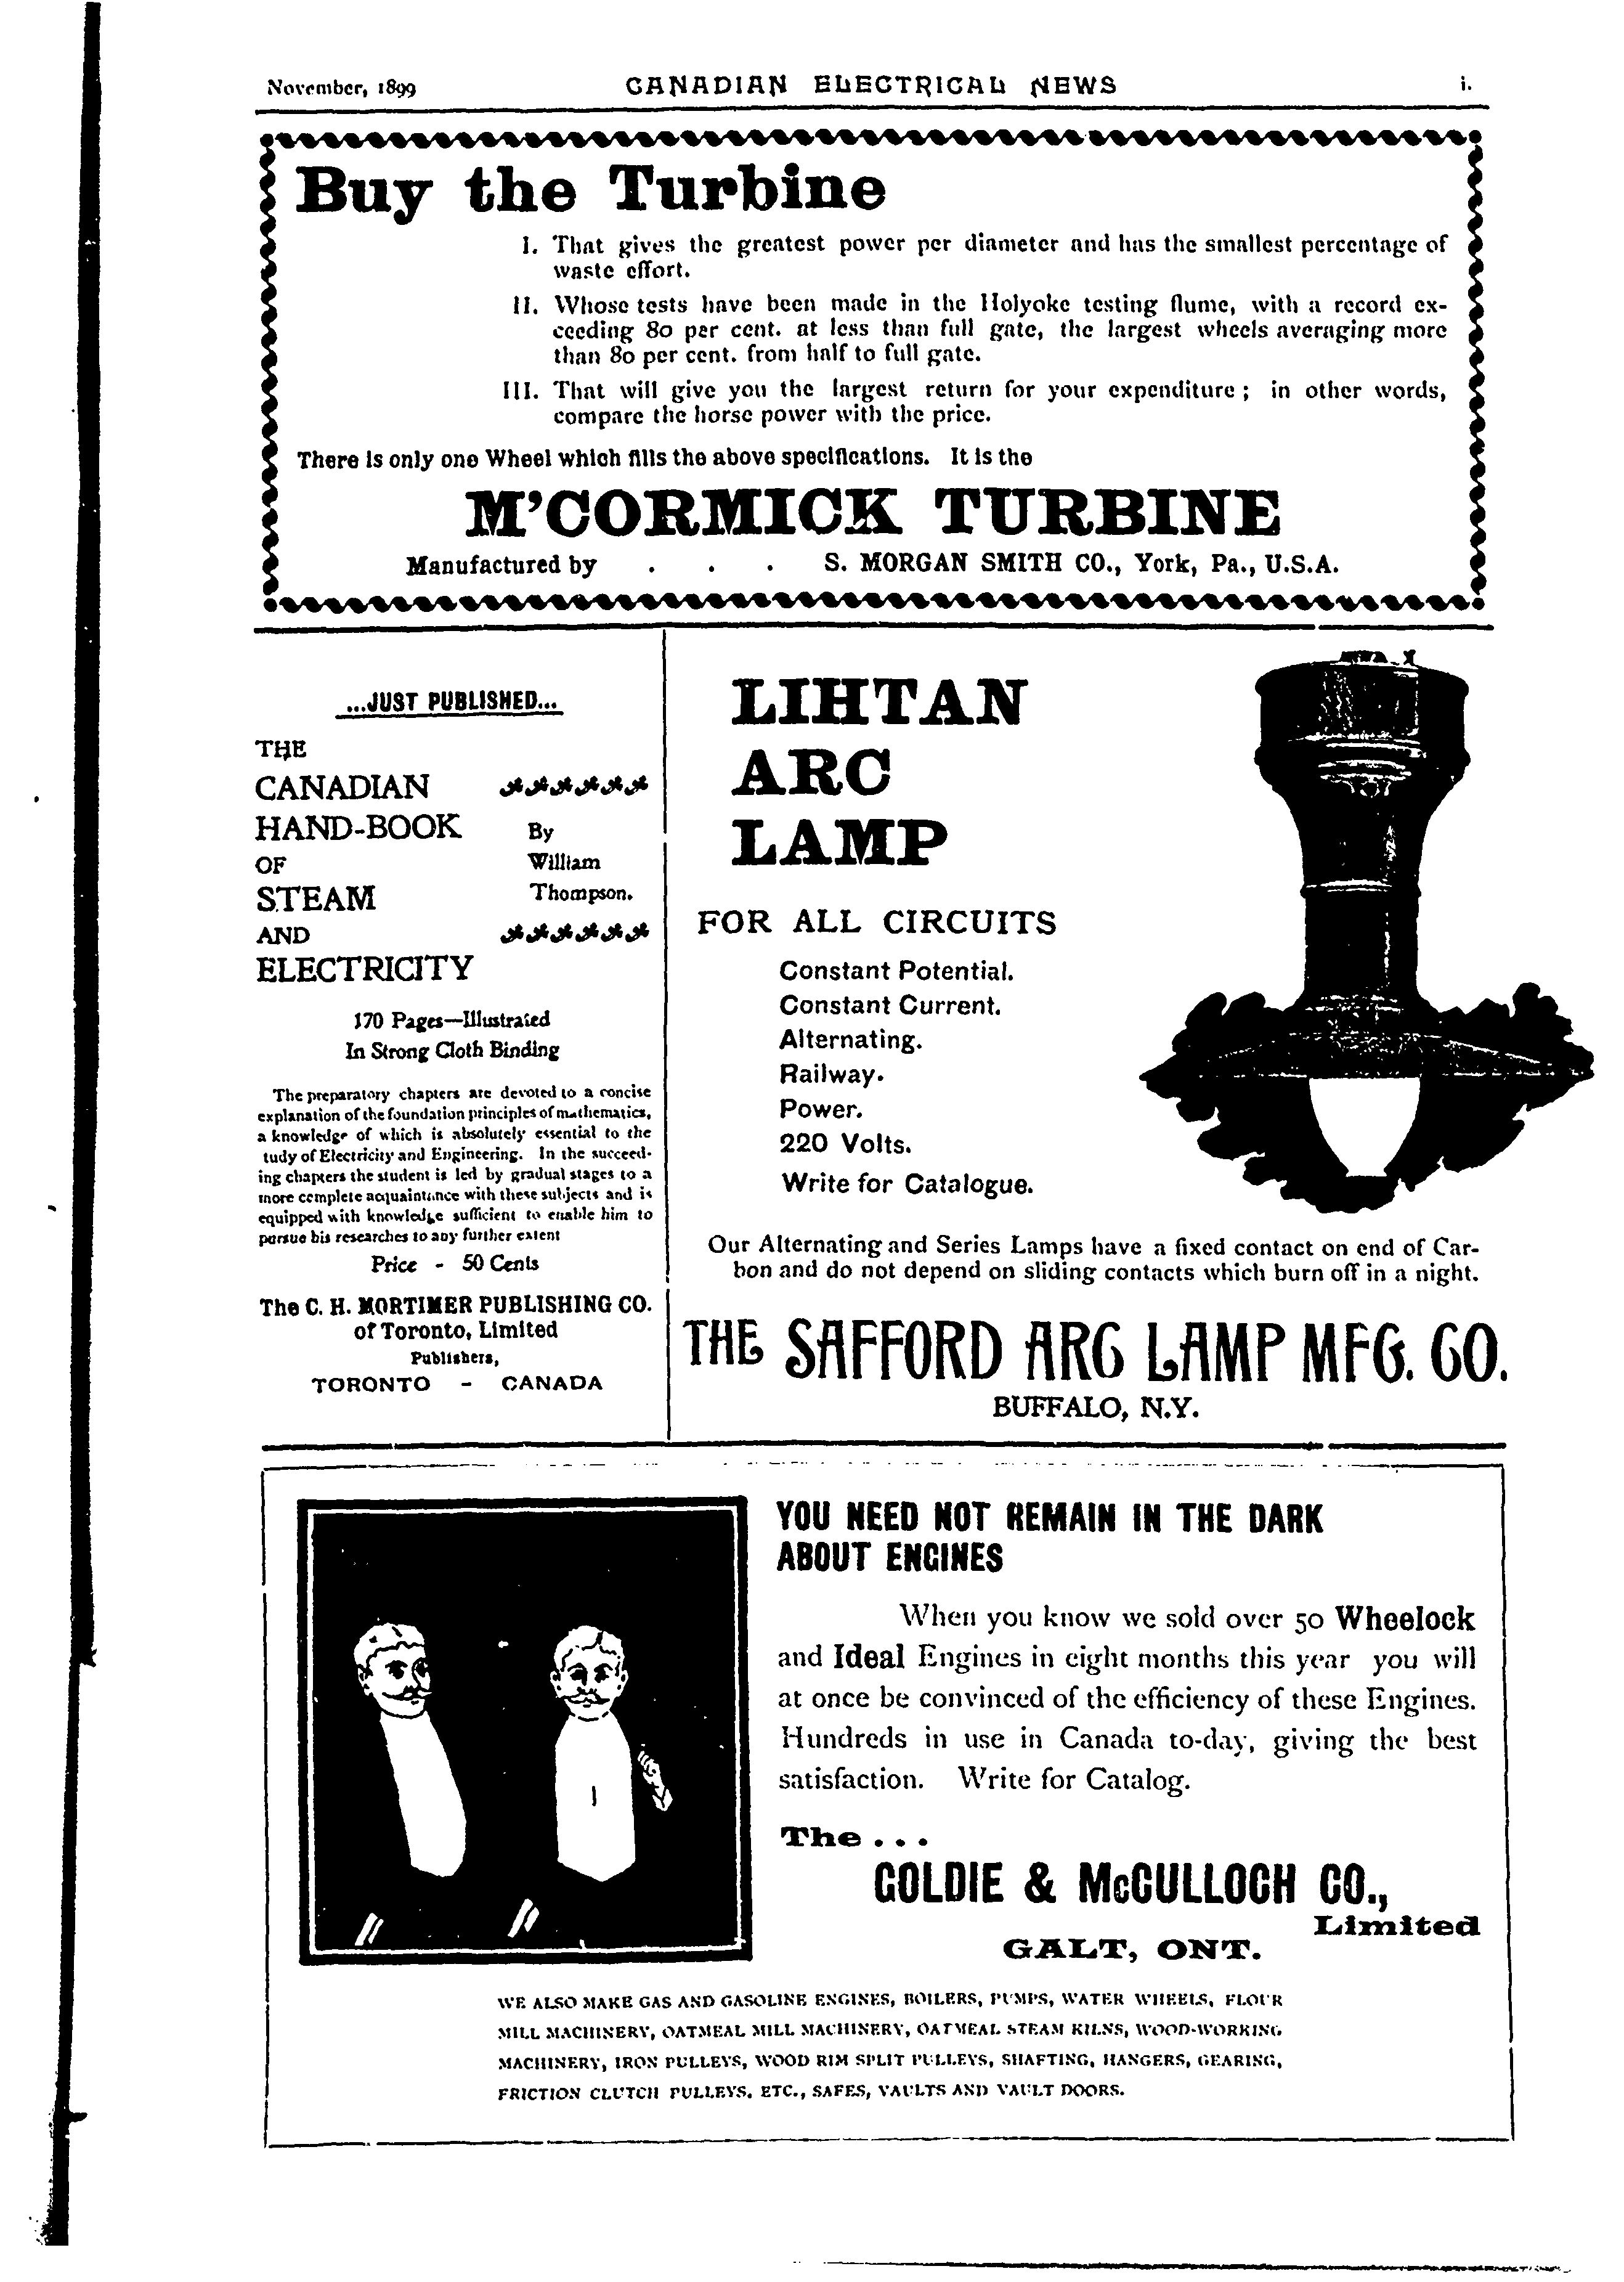 November, 1899 CANADIAN ELECTRICAL NEWS i.
Buy the Turbine
I. That gives the greatest power per diameter and has the smallest percentage of
waste effort.
II. Whose tests have been made in the Holyoke testing flume, with a record ex-
ceeding 80 per cent. at less than full gate, the largest wheels averaging more
than 80 per cent. from half to full gate.
III. That will give you the largest return for your expenditure; in other words,
compare the horse power with the price.
There is only one Wheel which fills the above specifications. It is the
M'CORMICK TURBINE
Manufactured by . . . S. MORGAN SMITH CO., York, Pa., U.S.A.
...JUST PUBLISHED...
THE
CANADIAN
HAND-BOOK
OF
STEAM
AND
ELECTRICITY
By
William
Thompson.
170 Pages—Illustrated
In Strong Cloth Binding
The preparatory chapters are devoted to a concise
explanation of the foundation principles of mathematics,
a knowledge of which is absolutely essential to the
tudy of Electricity and Engineering. In the succeed-
ing chapters the student is led by gradual stages to a
more complete acquaintance with these subjects and is
equipped with knowledge sufficient to enable him to
pursue his researches to any further extent
Price - 50 Cents
The C. H. MORTIMER PUBLISHING CO.
of Toronto, Limited
Publishers,
TORONTO - CANADA
LIHTAN
ARC
LAMP
FOR ALL CIRCUITS
Constant Potential.
Constant Current.
Alternating.
Railway.
Power.
220 Volts.
Write for Catalogue.
Our Alternating and Series Lamps have a fixed contact on end of Car-
bon and do not depend on sliding contacts which burn off in a night.
THE SAFFORD ARC LAMP MFG. CO.
BUFFALO, N.Y.
YOU NEED NOT REMAIN IN THE DARK
ABOUT ENGINES
When you know we sold over 50 Wheelock
and Ideal Engines in eight months this year you will
at once be convinced of the efficiency of these Engines.
Hundreds in use in Canada to-day, giving the best
satisfaction. Write for Catalog.
The . . .
GOLDIE & McCULLOCH CO.,
Limited
GALT, ONT.
WE ALSO MAKE GAS AND GASOLINE ENGINES, BOILERS, PUMPS, WATER WHEELS, FLOUR
MILL MACHINERY, OATMEAL MILL MACHINERY, OATMEAL STEAM KILNS, WOOD-WORKING
MACHINERY, IRON PULLEYS, WOOD RIM SPLIT PULLEYS, SHAFTING, HANGERS, GEARING,
FRICTION CLUTCH PULLEYS, ETC., SAFES, VAULTS AND VAULT DOORS.